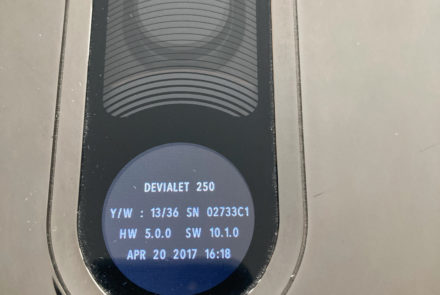 DEVIALET 250
Y/W : 13/36 SN 02733C1
HW 5.0.0 SW 10.1.0
APR 20 2017 16:18